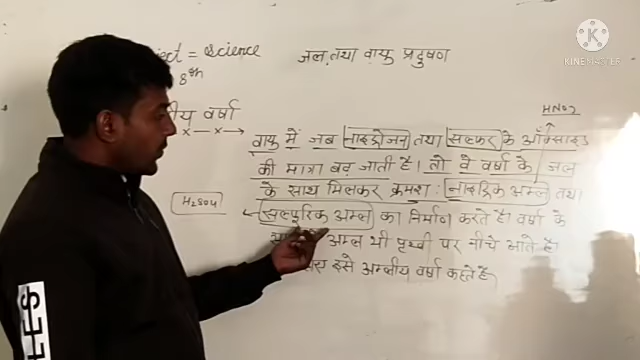 ject = science
जल तथा वायु प्रदुषण
8th
ीय वर्षा
HNO3
वायु में जब नाइट्रोजन तथा सल्फर के ऑक्साइड
की मात्रा बढ़ जाती है। तो वे वर्षा के जल
के साथ मिलकर क्रमश: नाइट्रिक अम्ल तथा
H2SO4
सल्फ्यूरिक अम्ल का निर्माण करते है। वर्षा के
अम्ल भी पृथ्वी पर नीचे आते है
इसे अम्लीय वर्षा कहते है
K
KINEMASTER